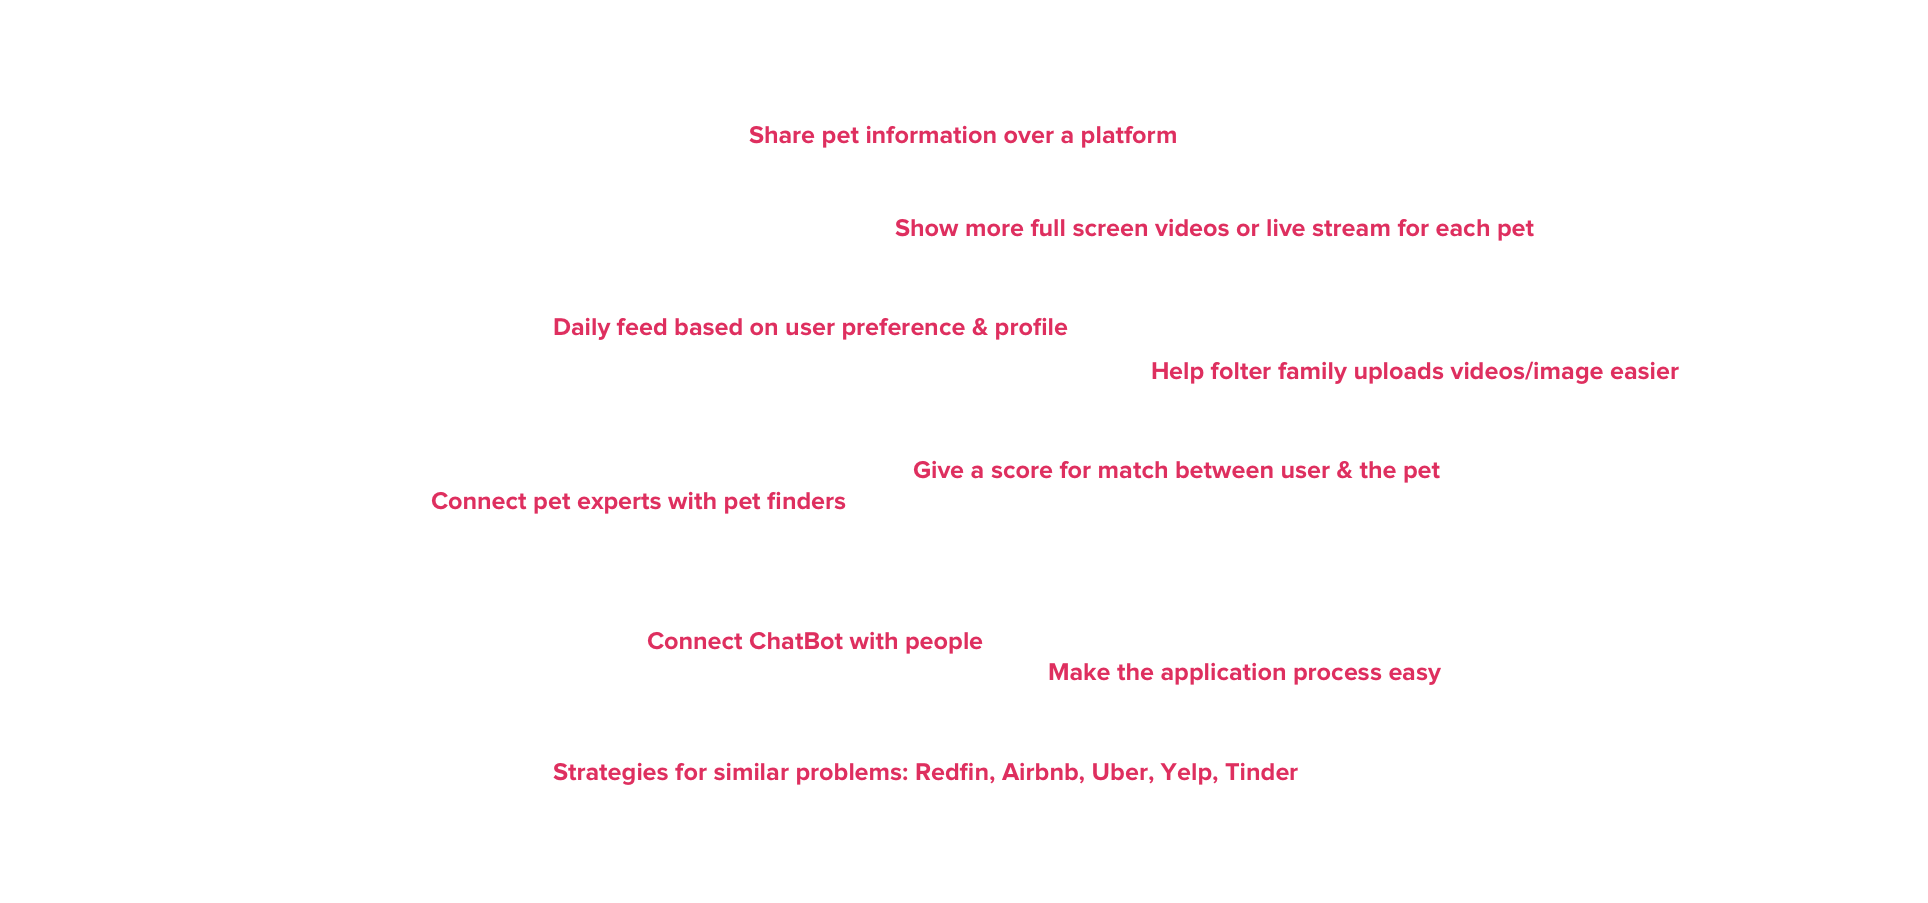 Share pet information over a platform
Show more full screen videos or live stream for each pet
Daily feed based on user preference & profile
Help folter family uploads videos/image easier
Give a score for match between user & the pet
Connect pet experts with pet finders
Connect ChatBot with people
Make the application process easy
Strategies for similar problems: Redfin, Airbnb, Uber, Yelp, Tinder